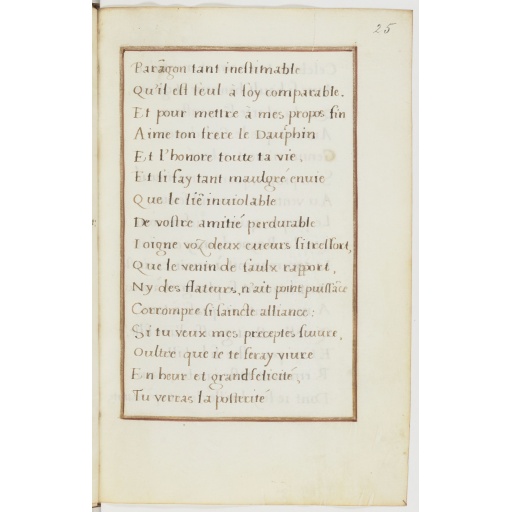 25
Parãgon tant inestimable
Qu'il est seul a soy comparable.
Et pour mettre à mes propos fin
Aime ton frere le Dauphin
Et l'honore toute ta vie.
Et si fay tant maulgré enuie
Que le liẽ inuiolable
De vostre amitié perdurable
Ioigne voz deux cueurs si tresfort,
Que le venin de faulx rapport,
Ny des flateurs, n'ait point puissãce
Corrompre si saincte alliance:
Si tu veux mes preceptes suiure,
Oultre que ie te feray viure
En heur et grand felicité,
Tu verras la posterité